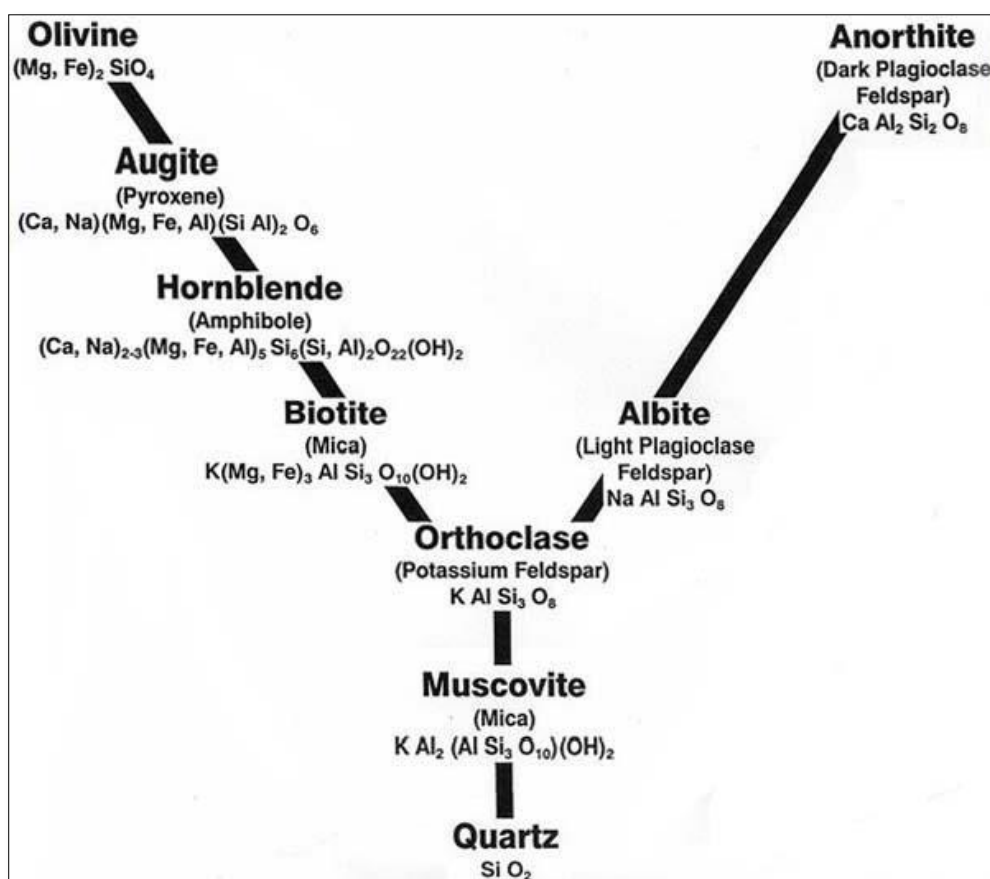 Olivine
(Mg, Fe)₂ SiO₄
Anorthite
(Dark Plagioclase
Feldspar)
Ca Al₂ Si₂ O₈
Augite
(Pyroxene)
(Ca, Na)(Mg, Fe, Al)(Si Al)₂ O₆
Hornblende
(Amphibole)
(Ca, Na)₂₋₃(Mg, Fe, Al)₅ Si₆(Si, Al)₂O₂₂(OH)₂
Biotite
(Mica)
K(Mg, Fe)₃ Al Si₃ O₁₀(OH)₂
Albite
(Light Plagioclase
Feldspar)
Na Al Si₃ O₈
Orthoclase
(Potassium Feldspar)
K Al Si₃ O₈
Muscovite
(Mica)
K Al₂ (Al Si₃ O₁₀)(OH)₂
Quartz
Si O₂